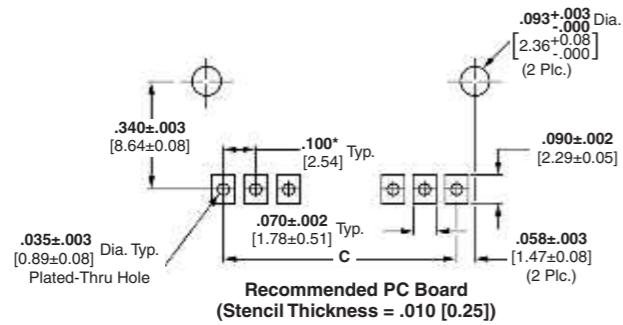 .093+.003 Dia.
-.000
[2.36+0.08
-.000]
(2 Plc.)
.340±.003
[8.64±0.08]
.100* Typ.
[2.54]
.090±.002
[2.29±0.05]
.035±.003 Dia. Typ.
[0.89±0.08]
Plated-Thru Hole
.070±.002 Typ.
[1.78±0.51]
C
.058±.003
[1.47±0.08]
(2 Plc.)
Recommended PC Board
(Stencil Thickness = .010 [0.25])